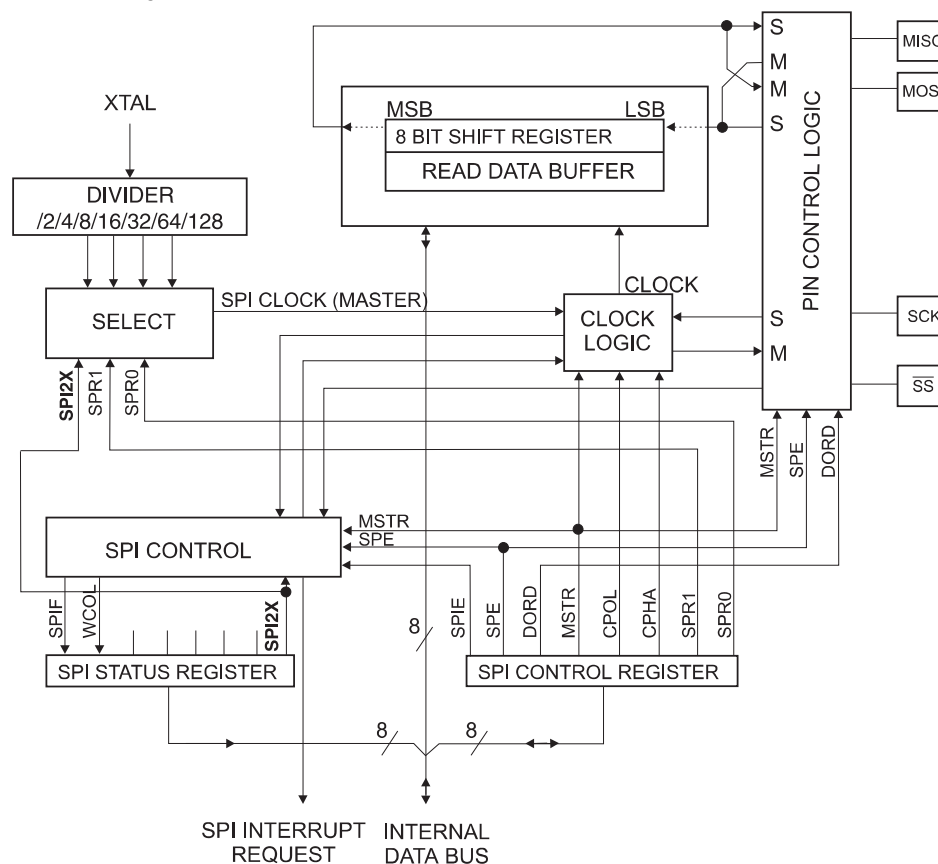 S
MISO
M
M
MOSI
S
XTAL
MSB
LSB
8 BIT SHIFT REGISTER
READ DATA BUFFER
PIN CONTROL LOGIC
DIVIDER
/2/4/8/16/32/64/128
SPI CLOCK (MASTER)
CLOCK
SELECT
CLOCK
LOGIC
S
SCK
M
SS
SPI2X
SPR1
SPR0
MSTR
SPE
DORD
MSTR
SPE
SPI CONTROL
SPIF
WCOL
SPI2X
8
SPIE
SPE
DORD
MSTR
CPOL
CPHA
SPR1
SPR0
SPI STATUS REGISTER
SPI CONTROL REGISTER
8
8
SPI INTERRUPT
REQUEST
INTERNAL
DATA BUS